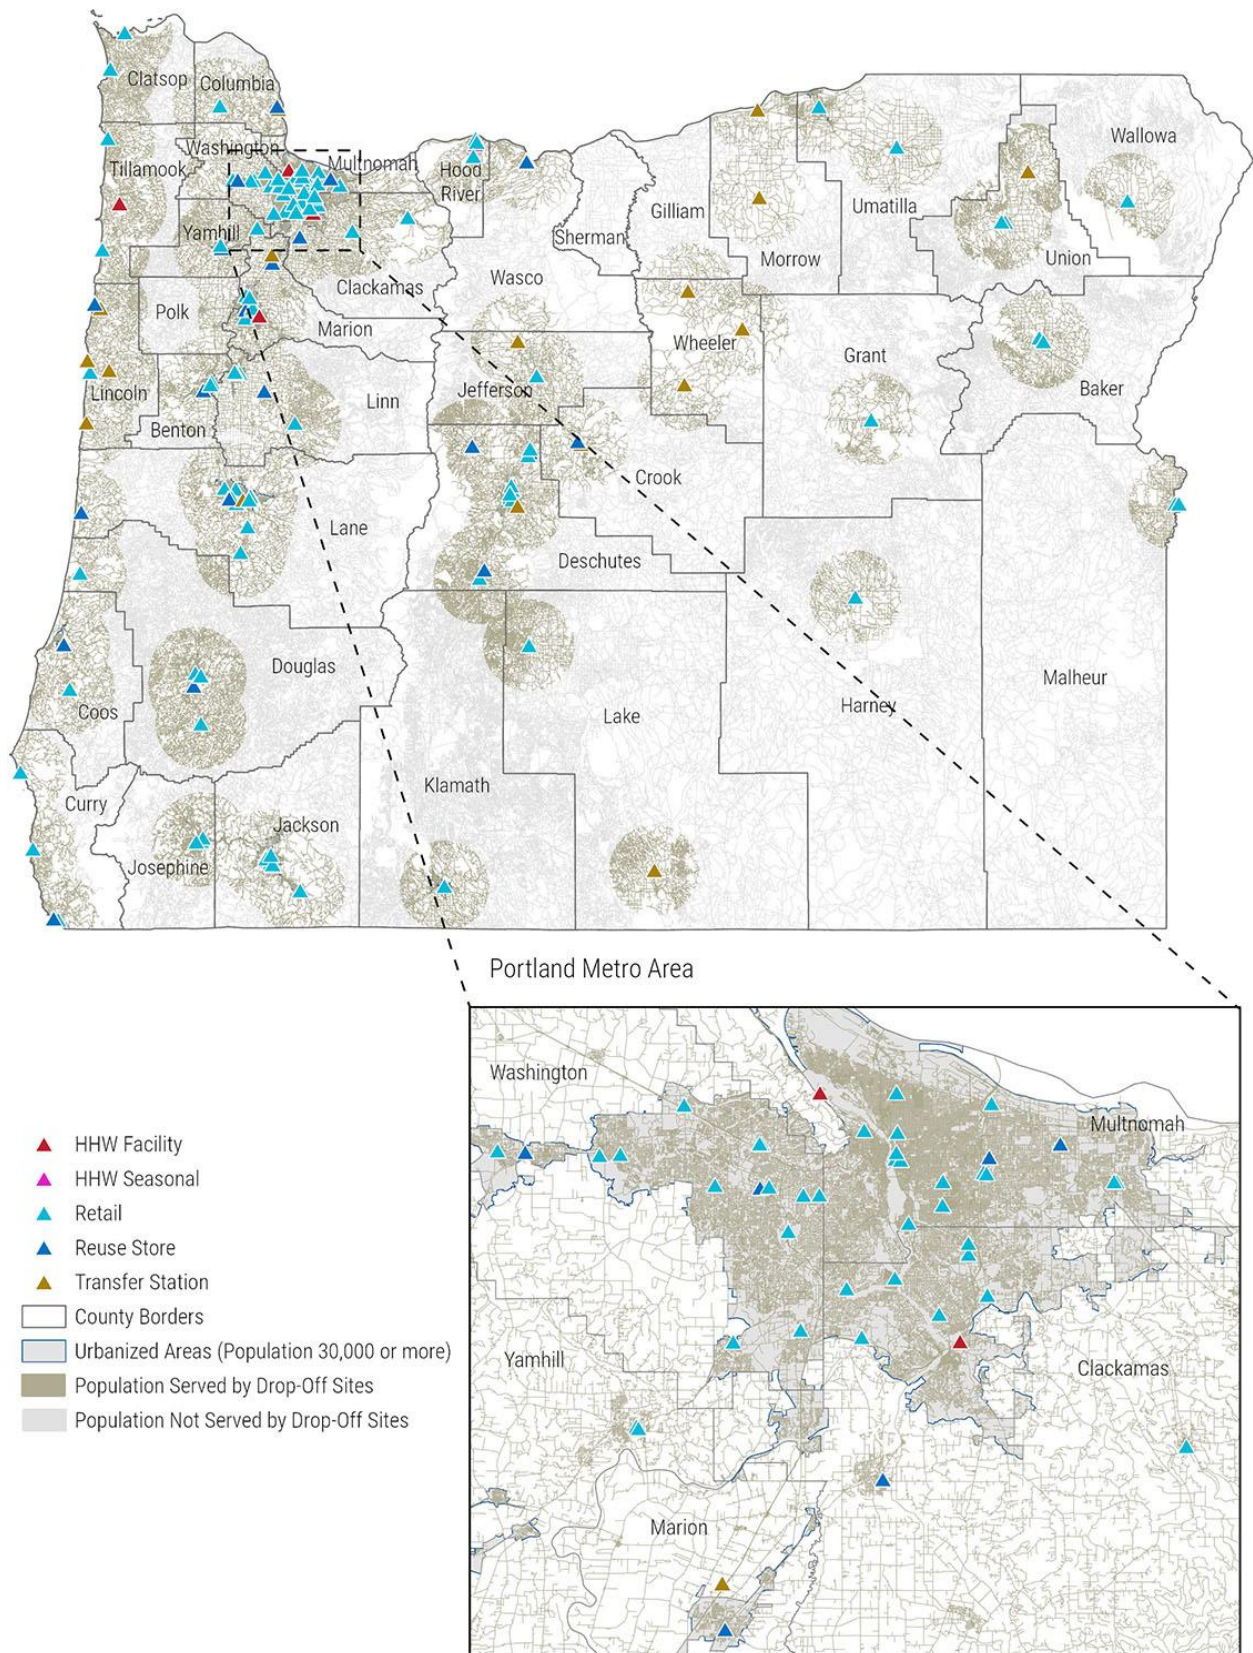 Clatsop
Columbia
Washington
Tillamook
Multnomah
Hood
River
Wallowa
Gilliam
Umatilla
Yamhill
Sherman
Morrow
Union
Wasco
Clackamas
Polk
Marion
Wheeler
Grant
Jefferson
Baker
Lincoln
Linn
Benton
Crook
Lane
Deschutes
Douglas
Malheur
Coos
Lake
Harney
Klamath
Curry
Jackson
Josephine
Portland Metro Area
Washington
Multnomah
Yamhill
Clackamas
Marion
HHW Facility
HHW Seasonal
Retail
Reuse Store
Transfer Station
County Borders
Urbanized Areas (Population 30,000 or more)
Population Served by Drop-Off Sites
Population Not Served by Drop-Off Sites